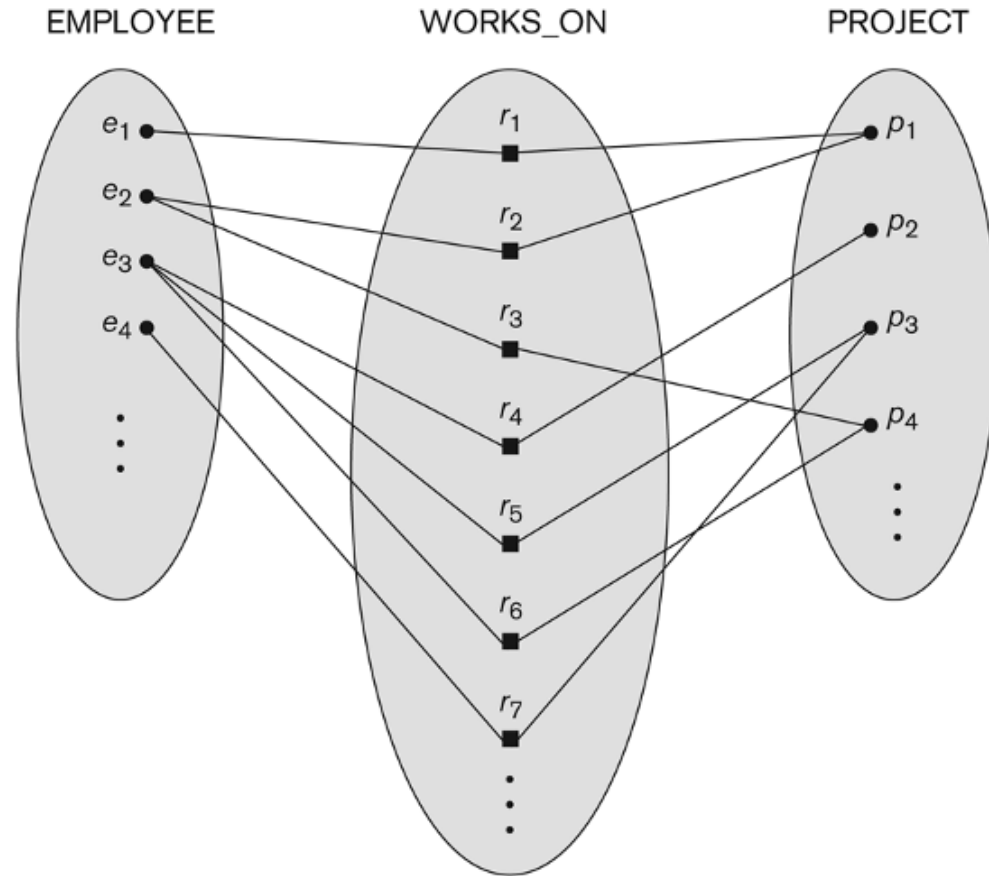 EMPLOYEE WORKS_ON PROJECT
e1
e2
e3
e4
r1
r2
r3
r4
r5
r6
r7
p1
p2
p3
p4